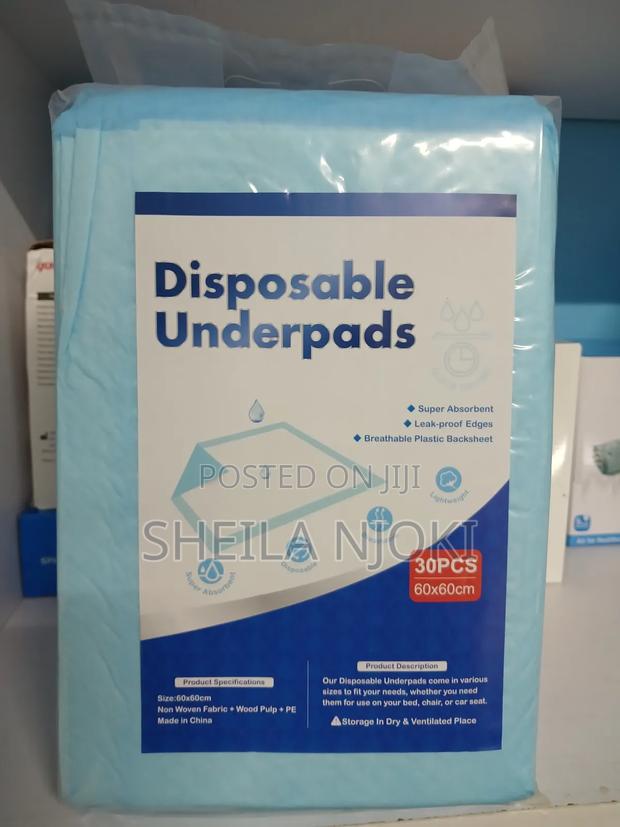 Disposable
Underpads
Super Absorbent
Leak-proof Edges
Breathable Plastic Backsheet
POSTED ON JIJI
SHEILA NJOKI
Lightweight
Disposable
Super Absorbent
30PCS
60x60cm
Product Specifications
Size:60x60cm
Non Woven Fabric + Wood Pulp + PE
Made in China
Product Description
Our Disposable Underpads come in various
sizes to fit your needs, whether you need
them for use on your bed, chair, or car seat.
Storage In Dry & Ventilated Place